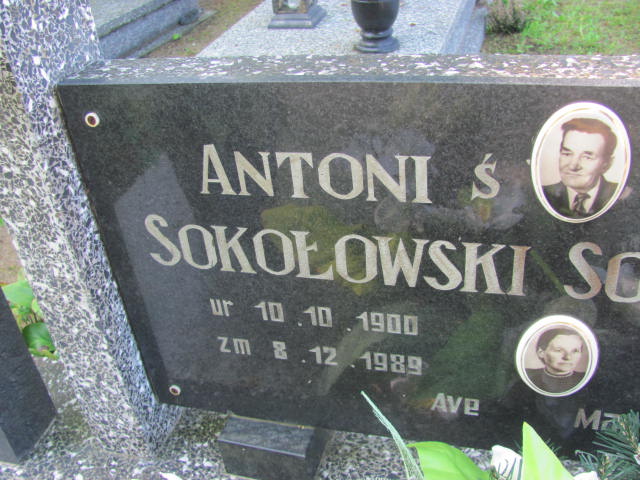 ANTONI Ś
SOKOŁOWSKI SO
ur 10.10.1900
zm 8.12.1989
Ave Ma